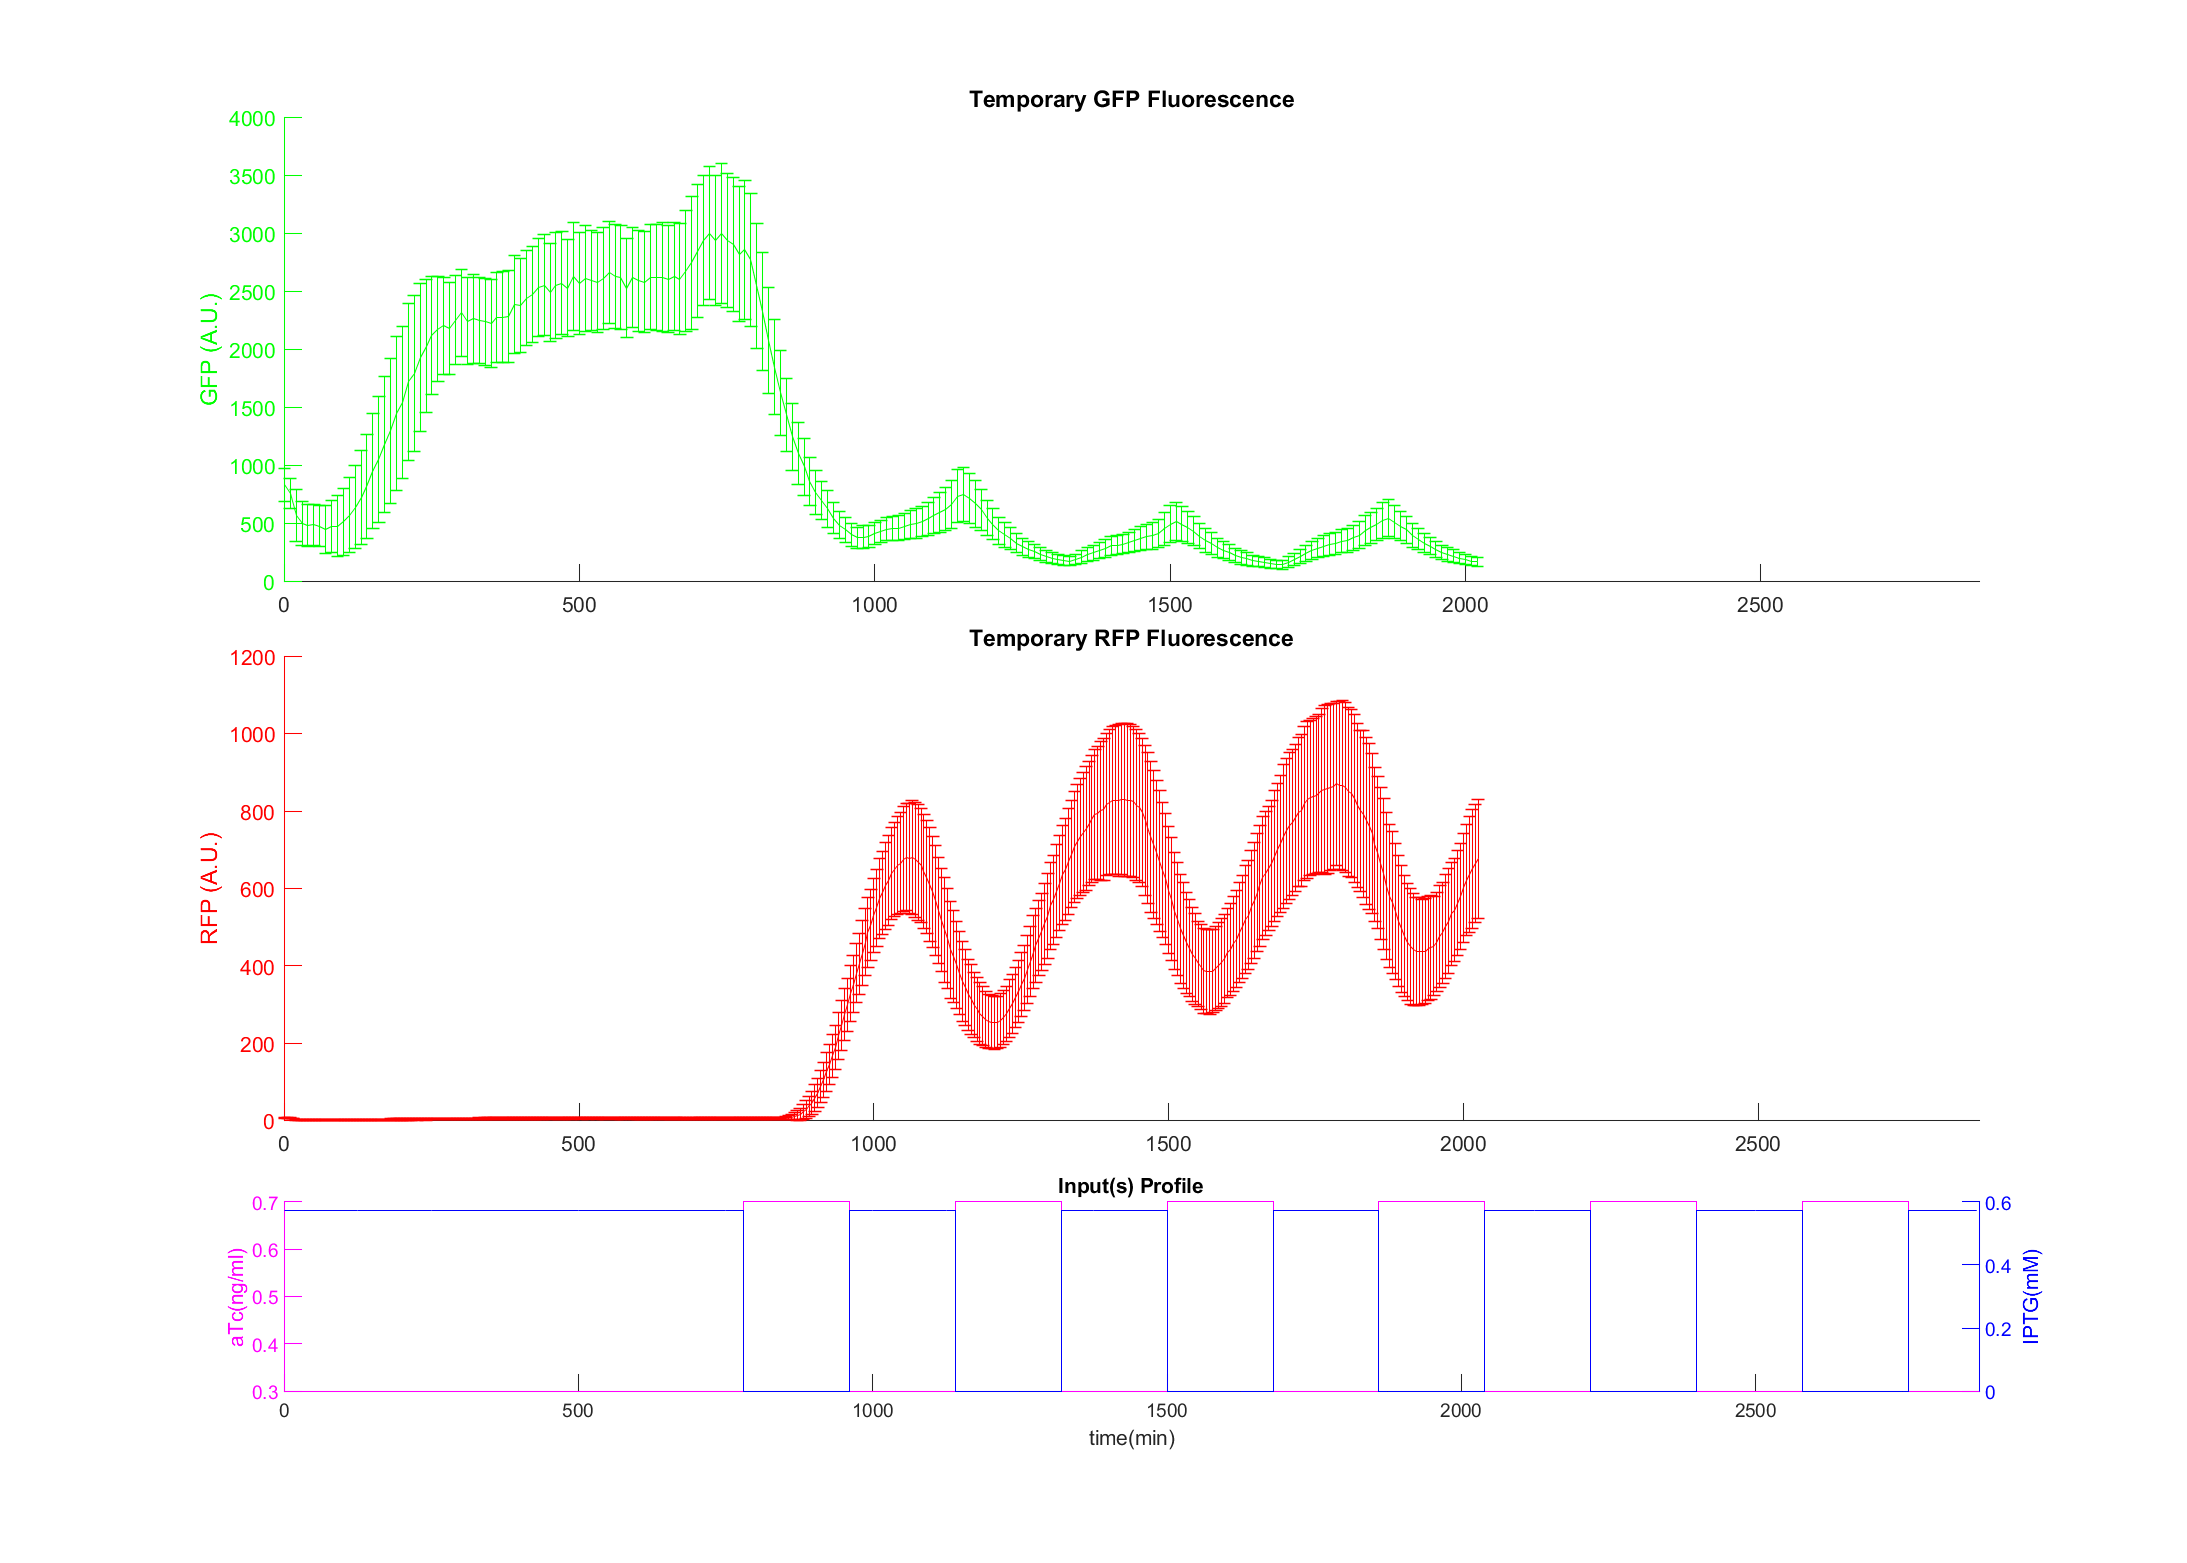 Temporary GFP Fluorescence
4000
3500
3000
2500
2000
1500
1000
500
0
GFP (A.U.)
0 500 1000 1500 2000 2500
Temporary RFP Fluorescence
1200
1000
800
600
400
200
0
RFP (A.U.)
0 500 1000 1500 2000 2500
Input(s) Profile
0.7
0.6
0.5
0.4
0.3
aTc(ng/ml)
0.6
0.4
0.2
0
IPTG(mM)
0 500 1000 1500 2000 2500
time(min)